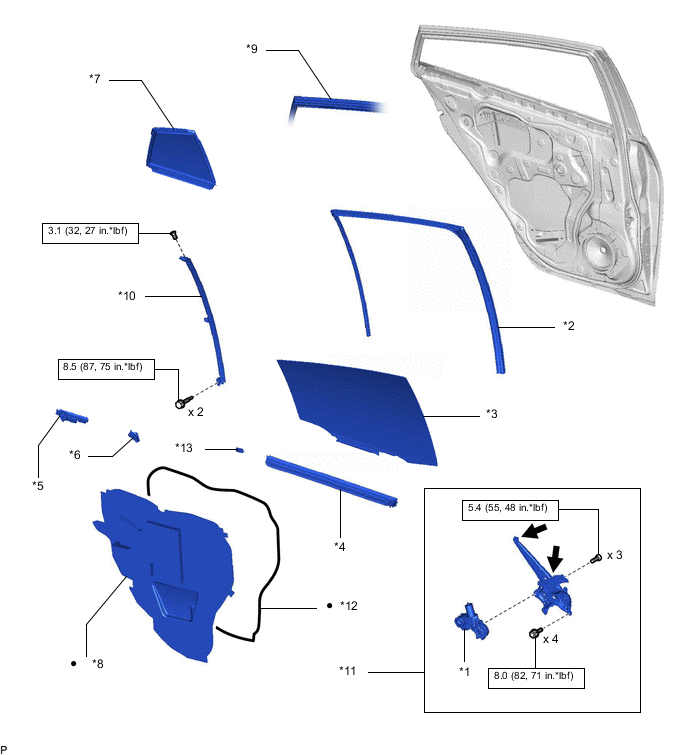 *9
*7
3.1 (32, 27 in.*lbf)
*10
*2
8.5 (87, 75 in.*lbf)
x 2
*3
*13
*6
*5
5.4 (55, 48 in.*lbf)
*4
x 3
● *12
x 4
● *8
*11
*1
8.0 (82, 71 in.*lbf)
P